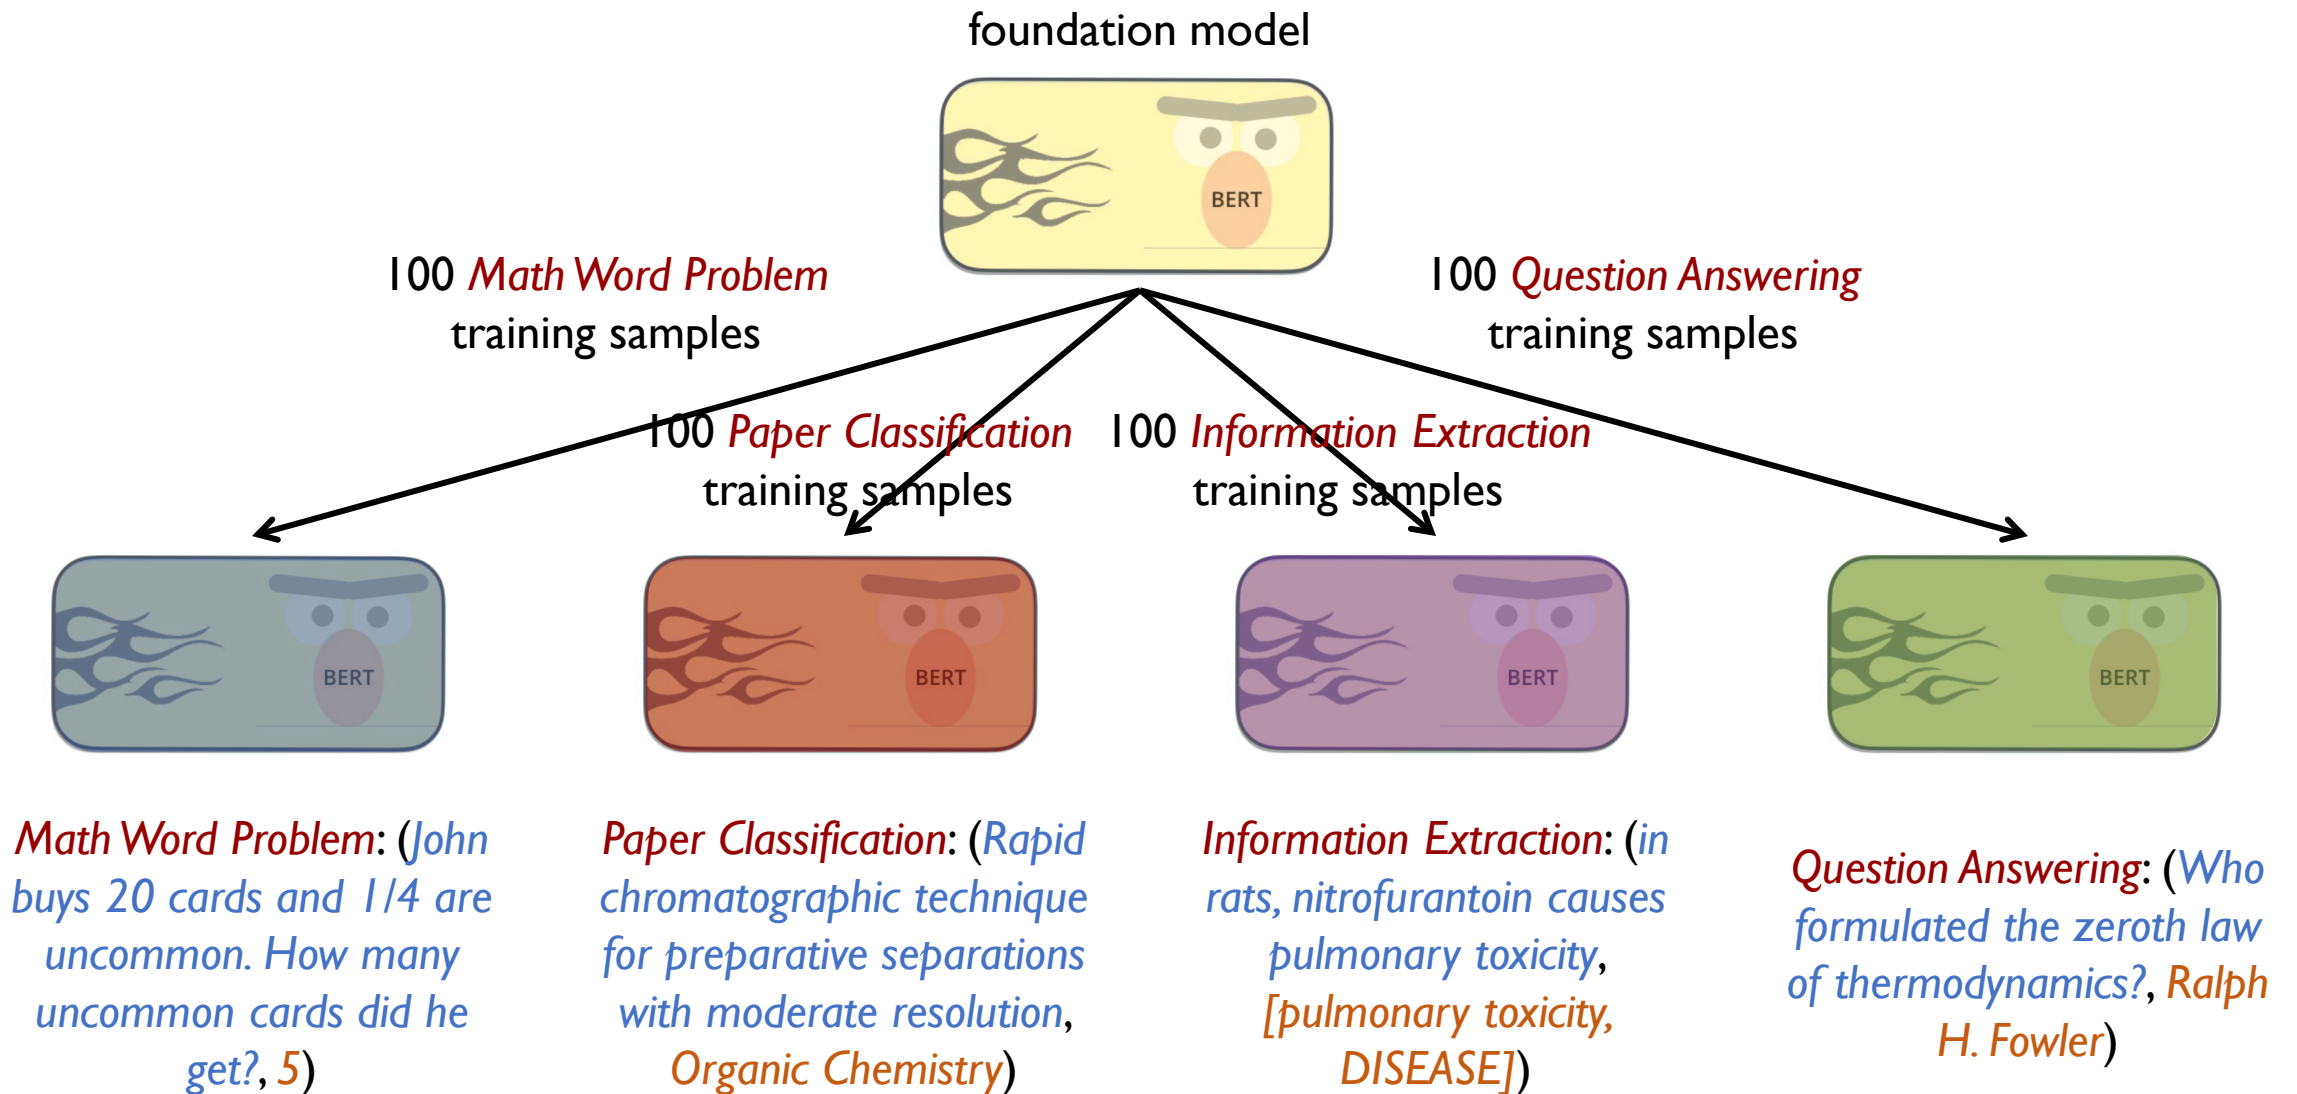 foundation model
BERT
100 Math Word Problem
training samples
100 Question Answering
training samples
100 Paper Classification
training samples
100 Information Extraction
training samples
BERT
BERT
BERT
BERT
Math Word Problem: (John
buys 20 cards and 1/4 are
uncommon. How many
uncommon cards did he
get?, 5)
Paper Classification: (Rapid
chromatographic technique
for preparative separations
with moderate resolution,
Organic Chemistry)
Information Extraction: (in
rats, nitrofurantoin causes
pulmonary toxicity,
[pulmonary toxicity,
DISEASE])
Question Answering: (Who
formulated the zeroth law
of thermodynamics?, Ralph
H. Fowler)